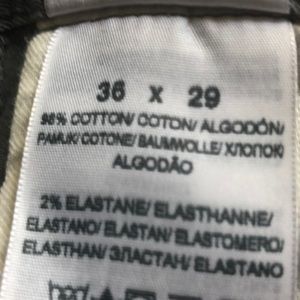 36 x 29
98% COTTON/ COTON/ ALGODÓN/
PAMUK/ COTONE/ BAUMWOLLE/ ХЛОПОК/
ALGODÃO
2% ELASTANE/ ELASTHANNE/
ELASTANO/ ELASTAN/ ELASTOMERO/
ELASTHAN/ ЭЛАСТАН/ ELASTANO